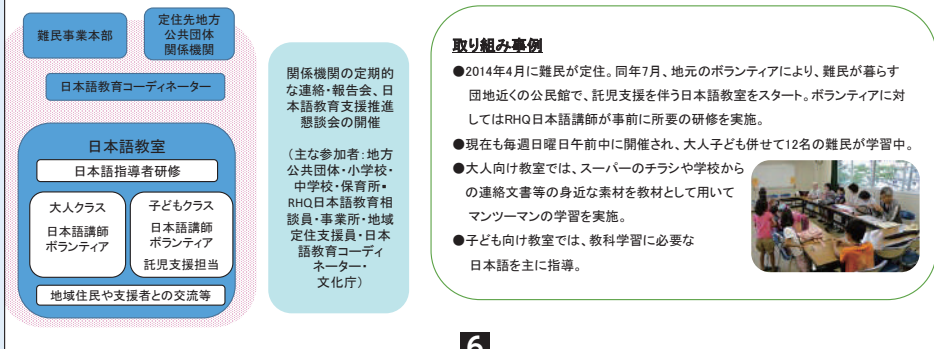 難民事業本部
定住先地方
公共団体
関係機関
日本語教育コーディネーター
日本語教室
日本語指導者研修
大人クラス
日本語講師
ボランティア
子どもクラス
日本語講師
ボランティア
託児支援担当
地域住民や支援者との交流等
関係機関の定期的
な連絡・報告会、日
本語教育支援推進
懇談会の開催
（主な参加者：地方
公共団体・小学校・
中学校・保育所・
RHQ日本語教育相
談員・事業所・地域
定住支援員・日本
語教育コーディ
ネーター・
文化庁）
取り組み事例
●2014年4月に難民が定住。同年7月、地元のボランティアにより、難民が暮らす
団地近くの公民館で、託児支援を伴う日本語教室をスタート。ボランティアに対
してはRHQ日本語講師が事前に所要の研修を実施。
●現在も毎週日曜日午前中に開催され、大人子ども併せて12名の難民が学習中。
●大人向け教室では、スーパーのチラシや学校から
の連絡文書等の身近な素材を教材として用いて
マンツーマンの学習を実施。
●子ども向け教室では、教科学習に必要な
日本語を主に指導。
6